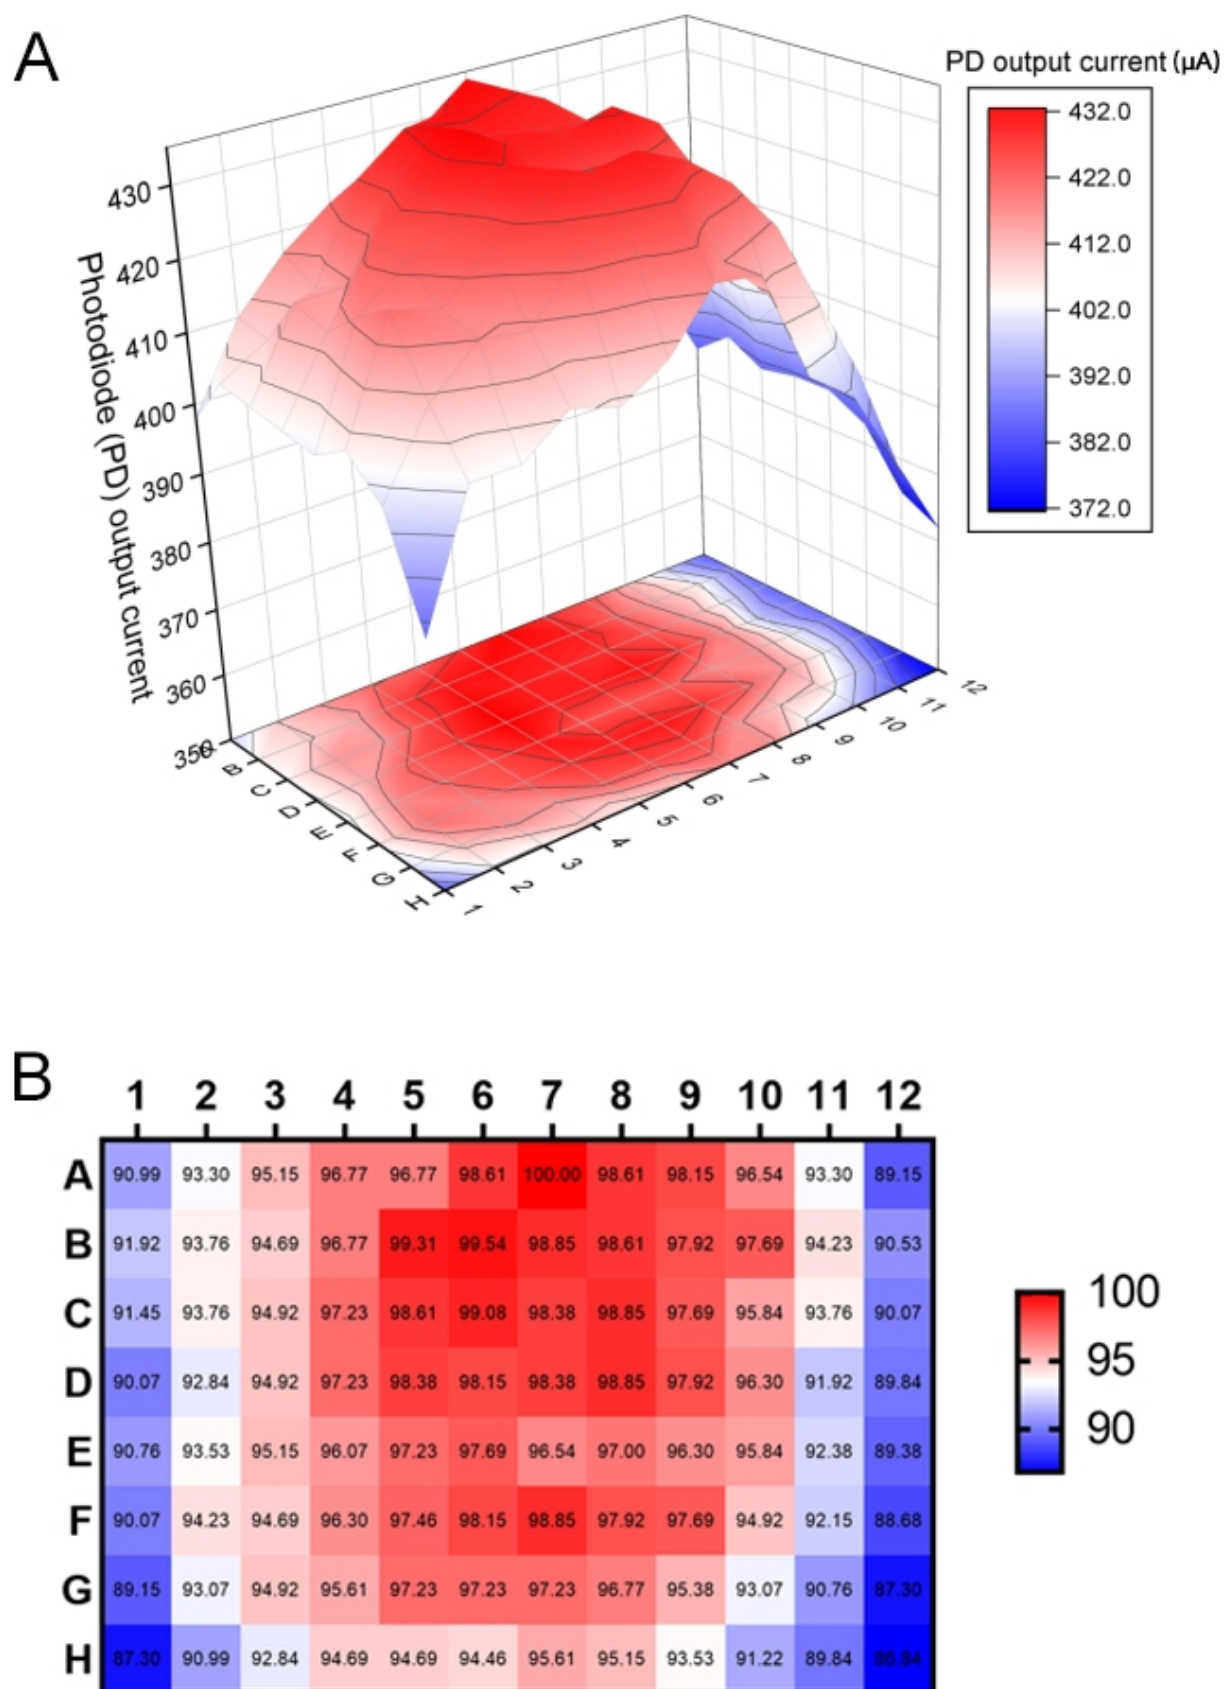 A
PD output current (μA)
432.0
422.0
412.0
402.0
392.0
382.0
372.0
Photodiode (PD) output current
430
420
410
400
390
380
370
360
350
A B C D E F G H
1 2 3 4 5 6 7 8 9 10 11 12
B
1 2 3 4 5 6 7 8 9 10 11 12
A 90.99 93.30 95.15 96.77 96.77 98.61 100.00 98.61 98.15 96.54 93.30 89.15
B 91.92 93.76 94.69 96.77 99.31 99.54 98.85 98.61 97.92 97.69 94.23 90.53
C 91.45 93.76 94.92 97.23 98.61 99.08 98.38 98.85 97.69 95.84 93.76 90.07
D 90.07 92.84 94.92 97.23 98.38 98.15 98.38 98.85 97.92 96.30 91.92 89.84
E 90.76 93.53 95.15 96.07 97.23 97.69 96.54 97.00 96.30 95.84 92.38 89.38
F 90.07 94.23 94.69 96.30 97.46 98.15 98.85 97.92 97.69 94.92 92.15 88.68
G 89.15 93.07 94.92 95.61 97.23 97.23 97.23 96.77 95.38 93.07 90.76 87.30
H 87.30 90.99 92.84 94.69 94.69 94.46 95.61 95.15 93.53 91.22 89.84 86.84
100
95
90